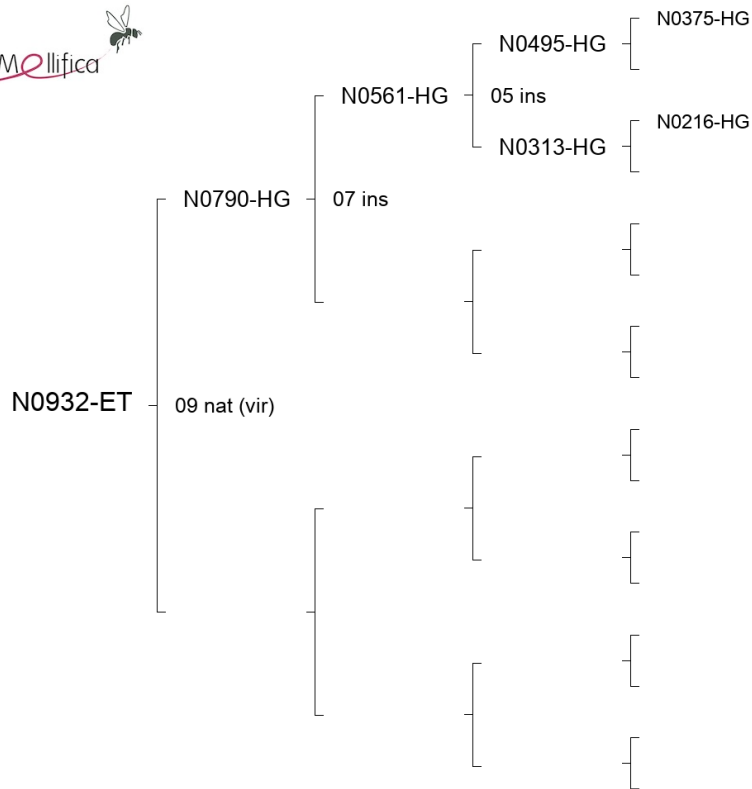 Mellifica
N0375-HG
N0495-HG
N0561-HG
05 ins
N0216-HG
N0313-HG
N0790-HG
07 ins
N0932-ET
09 nat (vir)